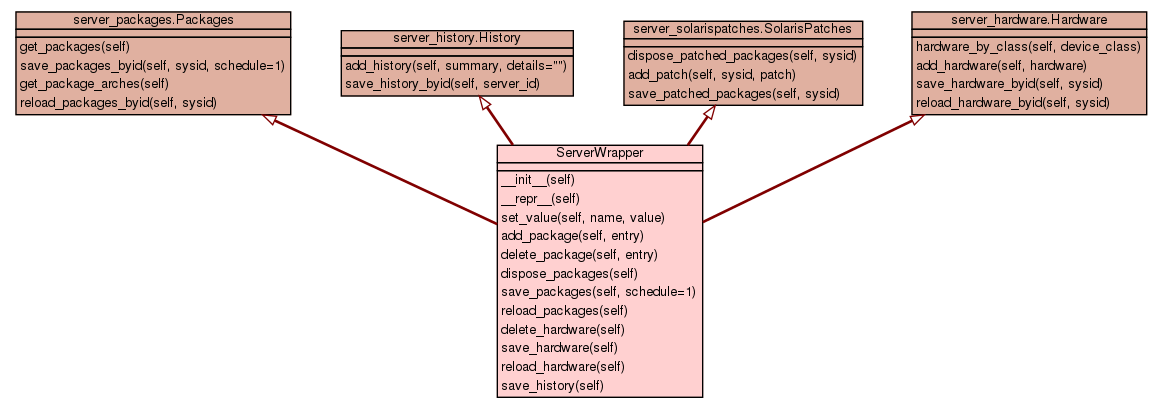 server_packages.Packages
get_packages(self)
save_packages_byid(self, sysid, schedule=1)
get_package_arches(self)
reload_packages_byid(self, sysid)
server_history.History
add_history(self, summary, details="")
save_history_byid(self, server_id)
server_solarispatches.SolarisPatches
dispose_patched_packages(self, sysid)
add_patch(self, sysid, patch)
save_patched_packages(self, sysid)
server_hardware.Hardware
hardware_by_class(self, device_class)
add_hardware(self, hardware)
save_hardware_byid(self, sysid)
reload_hardware_byid(self, sysid)
ServerWrapper
__init__(self)
__repr__(self)
set_value(self, name, value)
add_package(self, entry)
delete_package(self, entry)
dispose_packages(self)
save_packages(self, schedule=1)
reload_packages(self)
delete_hardware(self)
save_hardware(self)
reload_hardware(self)
save_history(self)